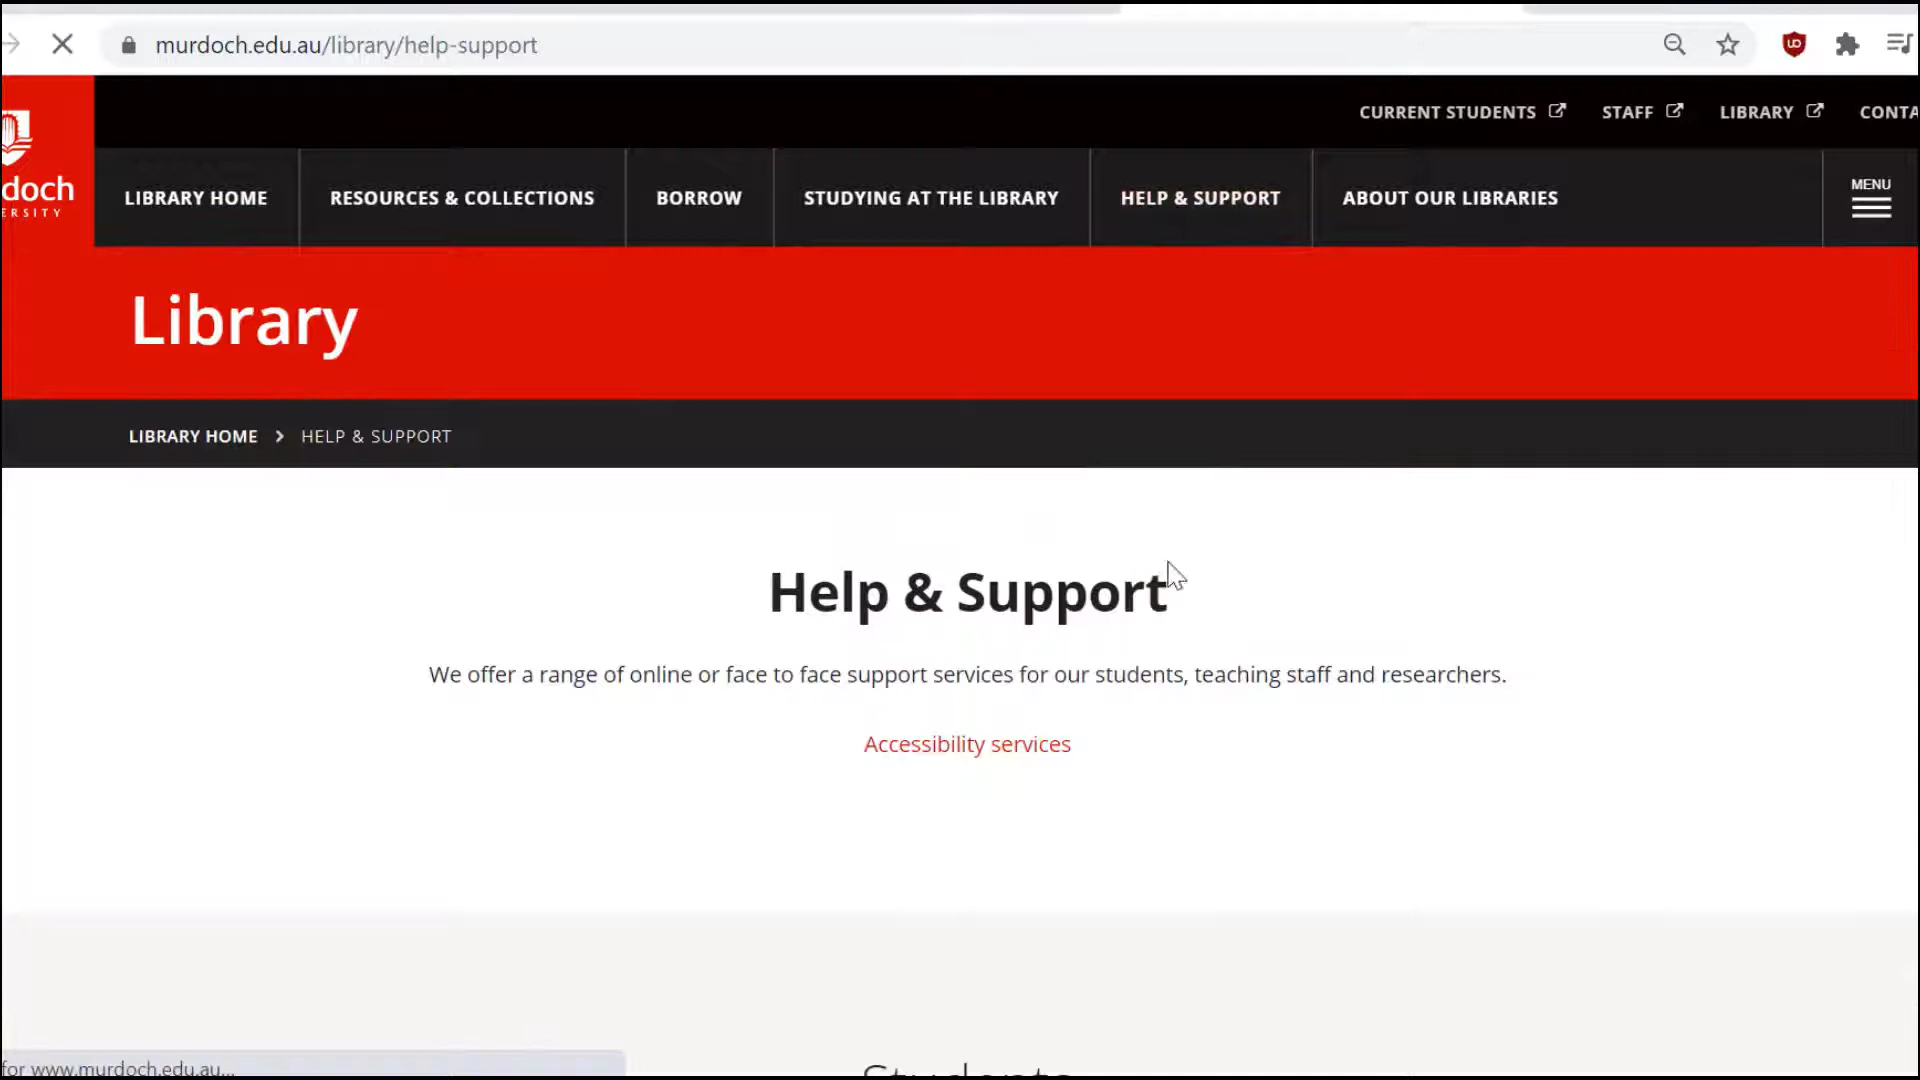 murdoch.edu.au/library/help-support
CURRENT STUDENTS STAFF LIBRARY
LIBRARY HOME RESOURCES & COLLECTIONS BORROW STUDYING AT THE LIBRARY HELP & SUPPORT ABOUT OUR LIBRARIES MENU
Library
LIBRARY HOME > HELP & SUPPORT
Help & Support
We offer a range of online or face to face support services for our students, teaching staff and researchers.
Accessibility services
for www.murdoch.edu.au...
Students